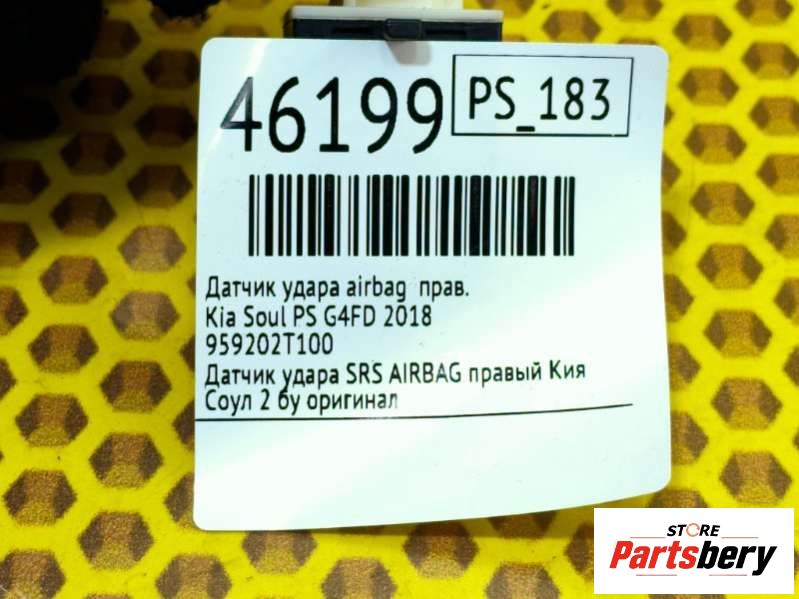 46199
PS_183
Датчик удара airbag прав.
Kia Soul PS G4FD 2018
959202T100
Датчик удара SRS AIRBAG правый Кия
Соул 2 бу оригинал
STORE
Partsbery